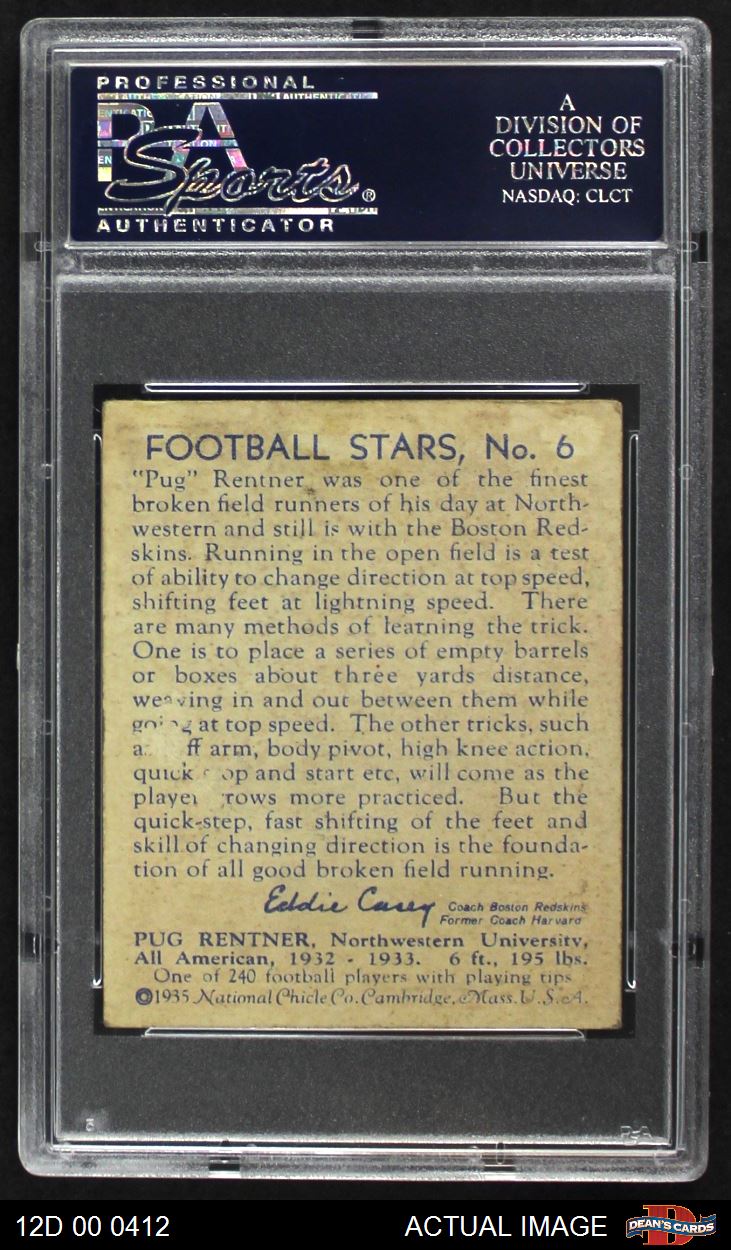 PROFESSIONAL
PSA
Sports®
AUTHENTICATOR
A
DIVISION OF
COLLECTORS
UNIVERSE
NASDAQ: CLCT
FOOTBALL STARS, No. 6
"Pug" Rentner was one of the finest
broken field runners of his day at North-
western and still is with the Boston Red-
skins. Running in the open field is a test
of ability to change direction at top speed,
shifting feet at lightning speed. There
are many methods of learning the trick.
One is to place a series of empty barrels
or boxes about three yards distance,
weaving in and out between them while
going at top speed. The other tricks, such
ff arm, body pivot, high knee action,
quick op and start etc, will come as the
player rows more practiced. But the
quick-step, fast shifting of the feet and
skill of changing direction is the founda-
tion of all good broken field running.
Eddie Casey Coach Boston Redskins
Former Coach Harvard
PUG RENTNER, Northwestern University,
All American, 1932 - 1933. 6 ft., 195 lbs.
One of 240 football players with playing tips
©1935 National Chicle Co. Cambridge, Mass. U.S.A.
PSA
12D 00 0412
ACTUAL IMAGE
D
DEAN'S CARDS